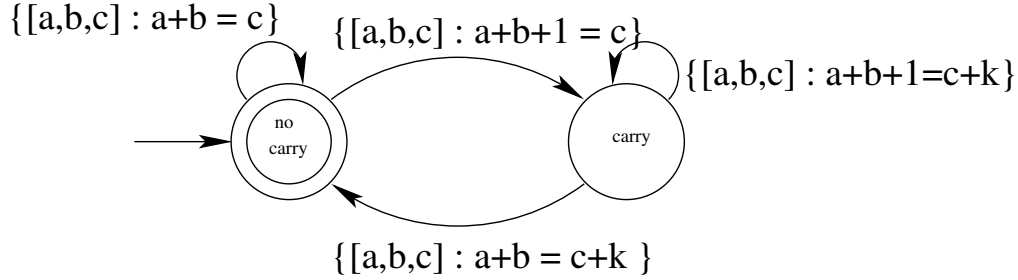 {[a,b,c] : a+b = c}
{[a,b,c] : a+b+1 = c}
{[a,b,c] : a+b+1=c+k}
no
carry
carry
{[a,b,c] : a+b = c+k }